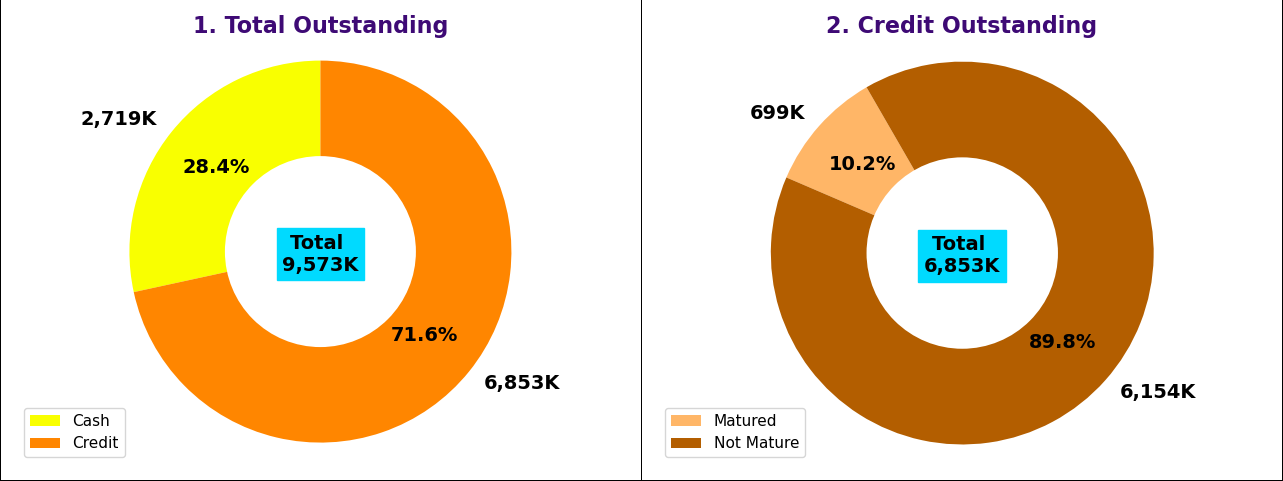 1. Total Outstanding
2,719K
28.4%
Total
9,573K
71.6%
6,853K
Cash
Credit
2. Credit Outstanding
699K
10.2%
Total
6,853K
89.8%
6,154K
Matured
Not Mature